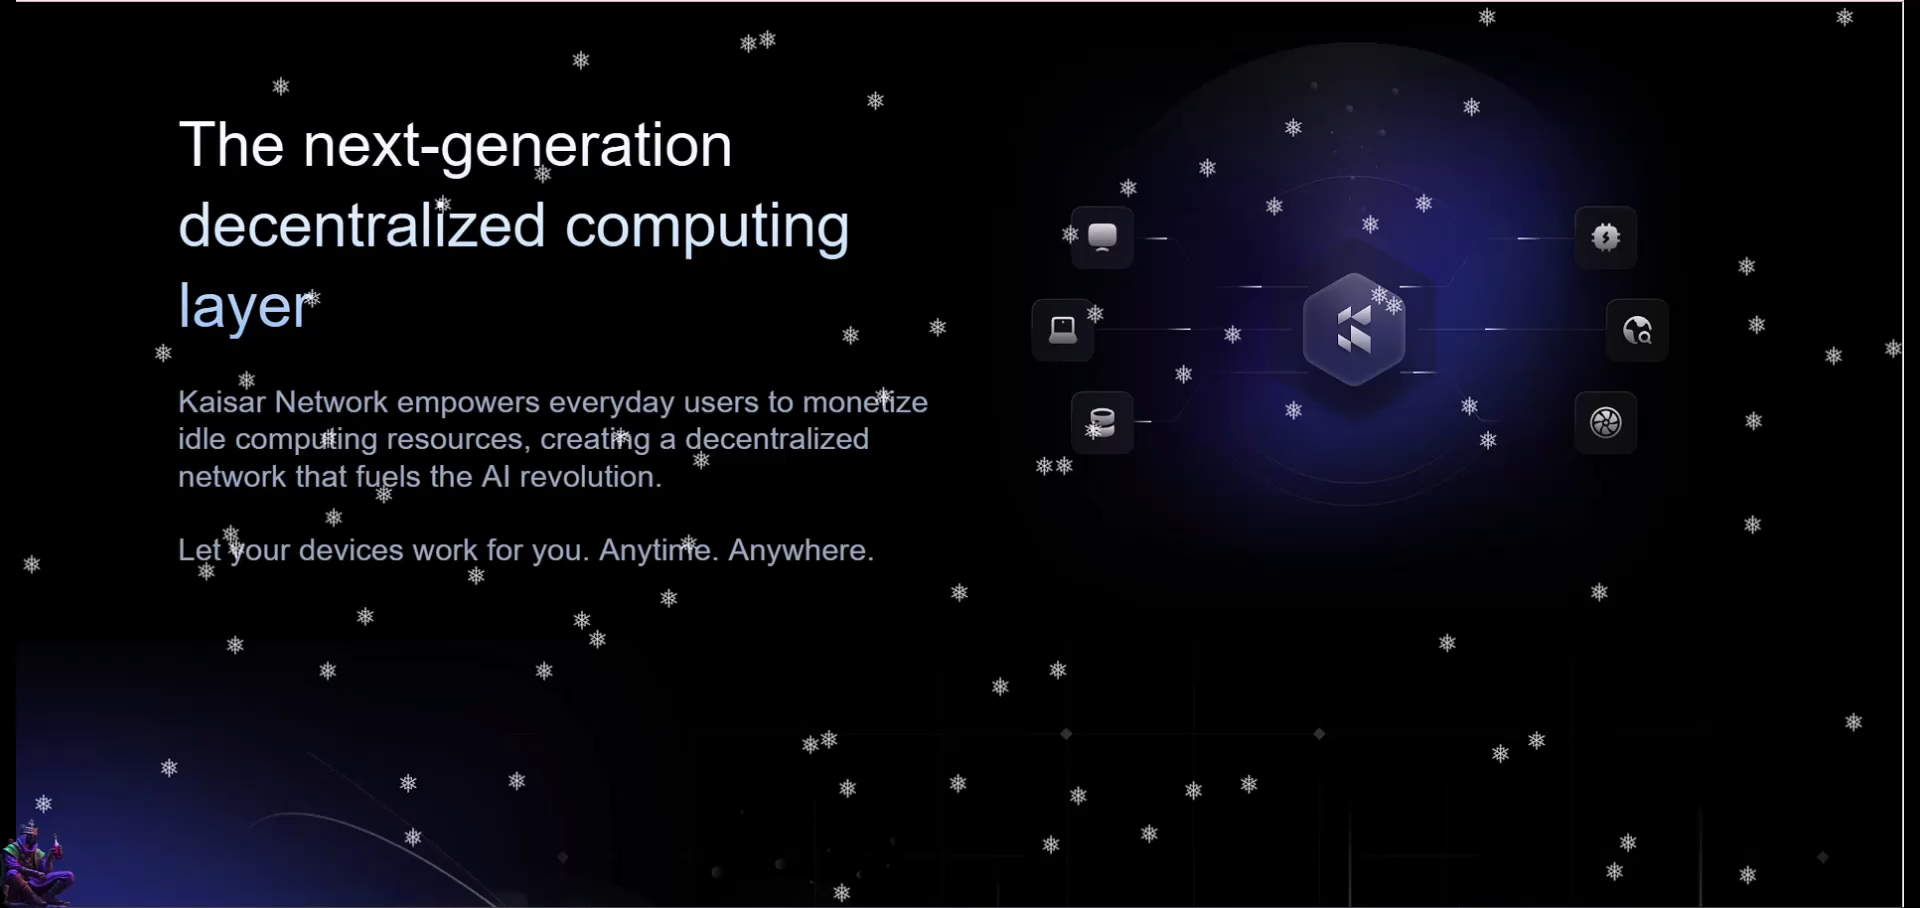 The next-generation
decentralized computing
layer
Kaisar Network empowers everyday users to monetize
idle computing resources, creating a decentralized
network that fuels the AI revolution.
Let your devices work for you. Anytime. Anywhere.